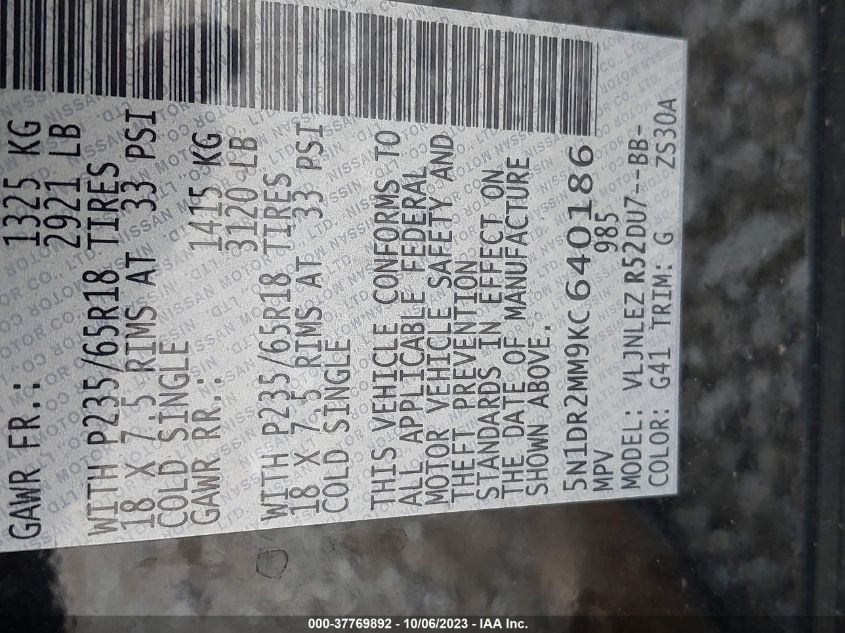 GAWR FR.: 1325 KG
2921 LB
WITH P235/65R18 TIRES
18 X 7.5 RIMS AT 33 PSI
COLD SINGLE
GAWR RR.: 1415 KG
3120 LB
WITH P235/65R18 TIRES
18 X 7.5 RIMS AT 33 PSI
COLD SINGLE
THIS VEHICLE CONFORMS TO
ALL APPLICABLE FEDERAL
MOTOR VEHICLE SAFETY AND
THEFT PREVENTION
STANDARDS IN EFFECT ON
THE DATE OF MANUFACTURE
SHOWN ABOVE.
5N1DR2MM9KC640186
MPV 985
MODEL: VLJNLEZ R52DU7--BB-
COLOR: G41 TRIM: G ZS30A
000-37769892 - 10/06/2023 - IAA Inc.